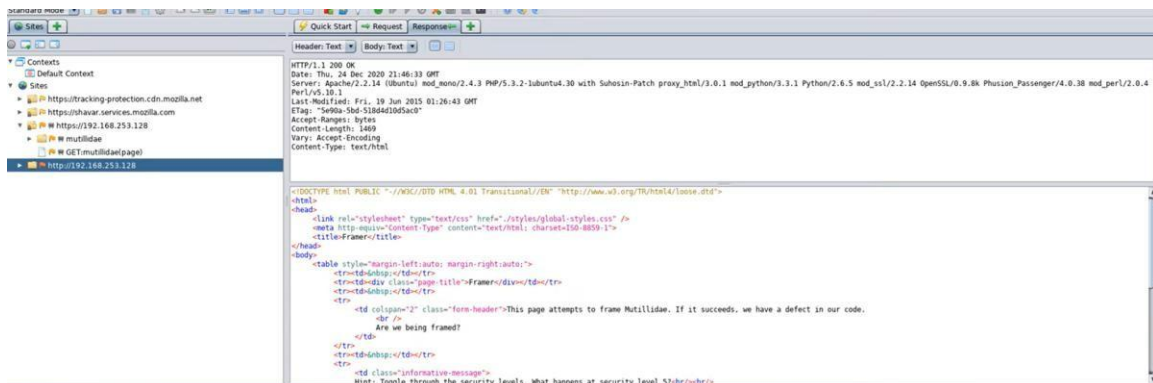 Standard Mode
Sites
Quick Start Request Response
Header: Text Body: Text
Contexts
Default Context
Sites
https://tracking-protection.cdn.mozilla.net
https://shavar.services.mozilla.com
https://192.168.253.128
mutillidae
GET:mutillidae(page)
http://192.168.253.128
HTTP/1.1 200 OK
Date: Thu, 24 Dec 2020 21:46:33 GMT
Server: Apache/2.2.14 (Ubuntu) mod_mono/2.4.3 PHP/5.3.2-1ubuntu4.30 with Suhosin-Patch proxy_html/3.0.1 mod_python/3.3.1 Python/2.6.5 mod_ssl/2.2.14 OpenSSL/0.9.8k Phusion_Passenger/4.0.38 mod_perl/2.0.4
Perl/v5.10.1
Last-Modified: Fri, 19 Jun 2015 01:26:43 GMT
ETag: "5e90a-5bd-518d4d10d5ac0"
Accept-Ranges: bytes
Content-Length: 1469
Vary: Accept-Encoding
Content-Type: text/html
<!DOCTYPE html PUBLIC "-//W3C//DTD HTML 4.01 Transitional//EN" "http://www.w3.org/TR/html4/loose.dtd">
<html>
<head>
<link rel="stylesheet" type="text/css" href="./styles/global-styles.css" />
<meta http-equiv="Content-Type" content="text/html; charset=ISO-8859-1">
<title>Framer</title>
</head>
<body>
<table style="margin-left:auto; margin-right:auto;">
<tr><td>&nbsp;</td></tr>
<tr><td><div class="page-title">Framer</div></td></tr>
<tr><td>&nbsp;</td></tr>
<tr>
<td colspan="2" class="form-header">This page attempts to frame Mutillidae. If it succeeds, we have a defect in our code.
<br />
Are we being framed?
</td>
</tr>
<tr><td>&nbsp;</td></tr>
<tr>
<td class="informative-message">
Hint: Toggle through the security levels. What happens at security level 5?<br/><br/>